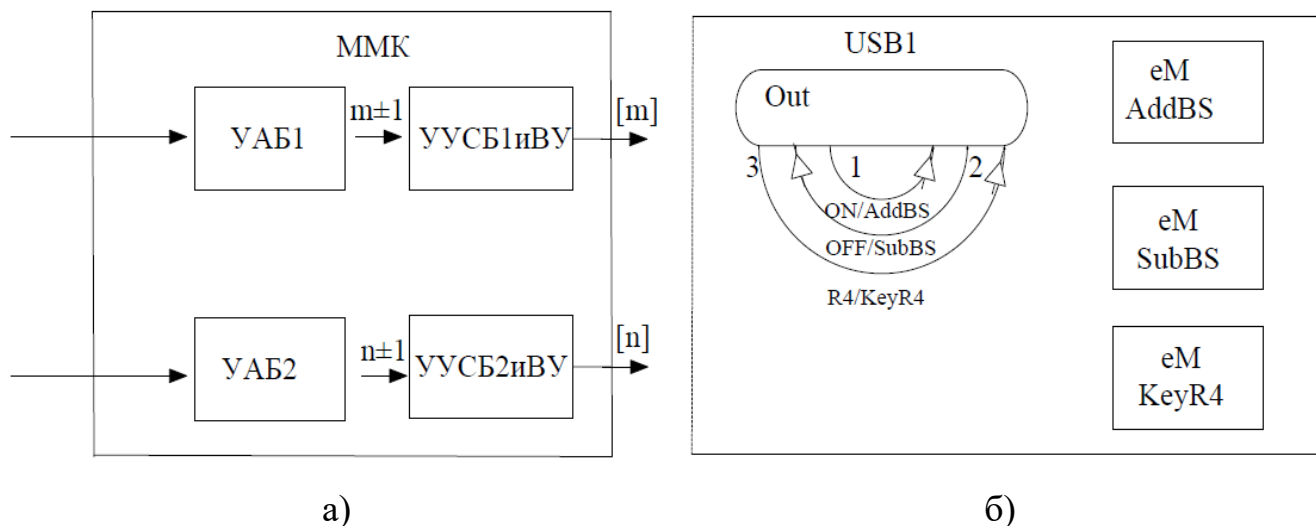 ММК
УАБ1
m±1
УУСБ1иВУ
[m]
УАБ2
n±1
УУСБ2иВУ
[n]
а)
USB1
Out
3
1
2
ON/AddBS
OFF/SubBS
R4/KeyR4
eM
AddBS
eM
SubBS
eM
KeyR4
б)